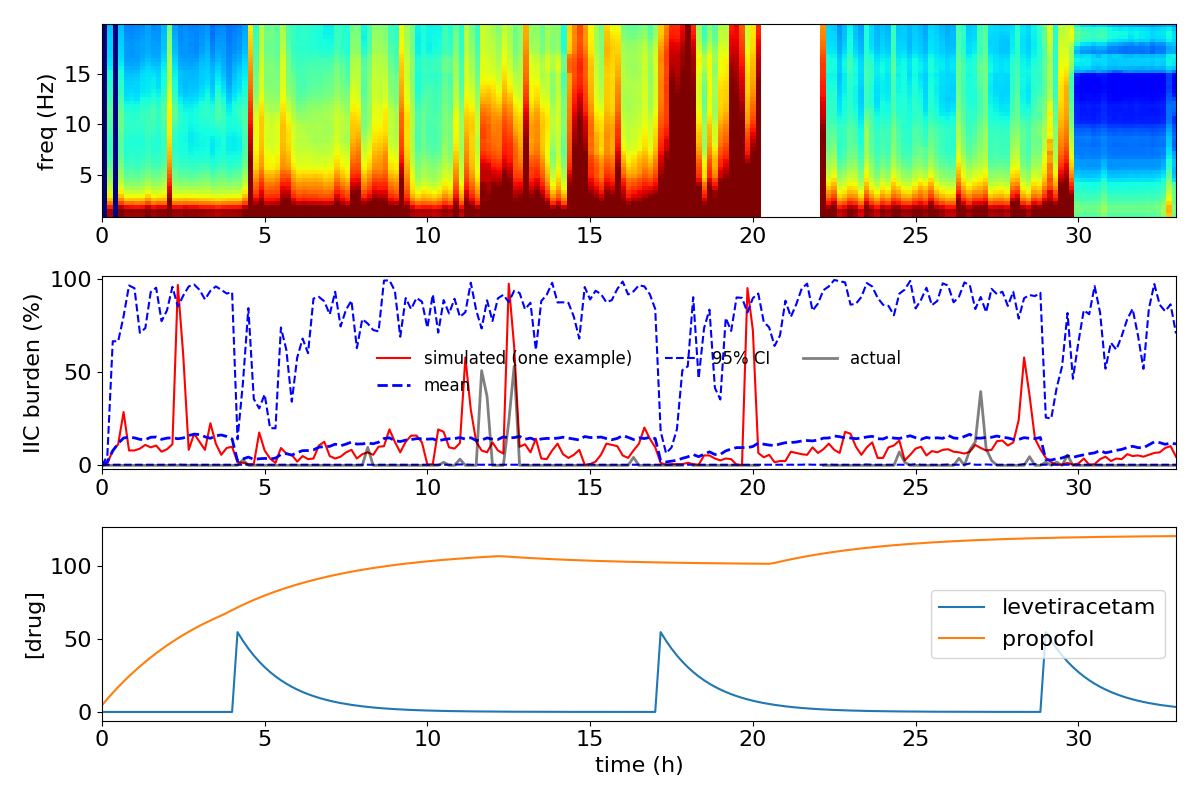 freq (Hz)
15
10
5
0 5 10 15 20 25 30
IIC burden (%)
100
50
0
simulated (one example) 95% CI actual
mean
0 5 10 15 20 25 30
[drug]
100
50
0
levetiracetam
propofol
0 5 10 15 20 25 30
time (h)